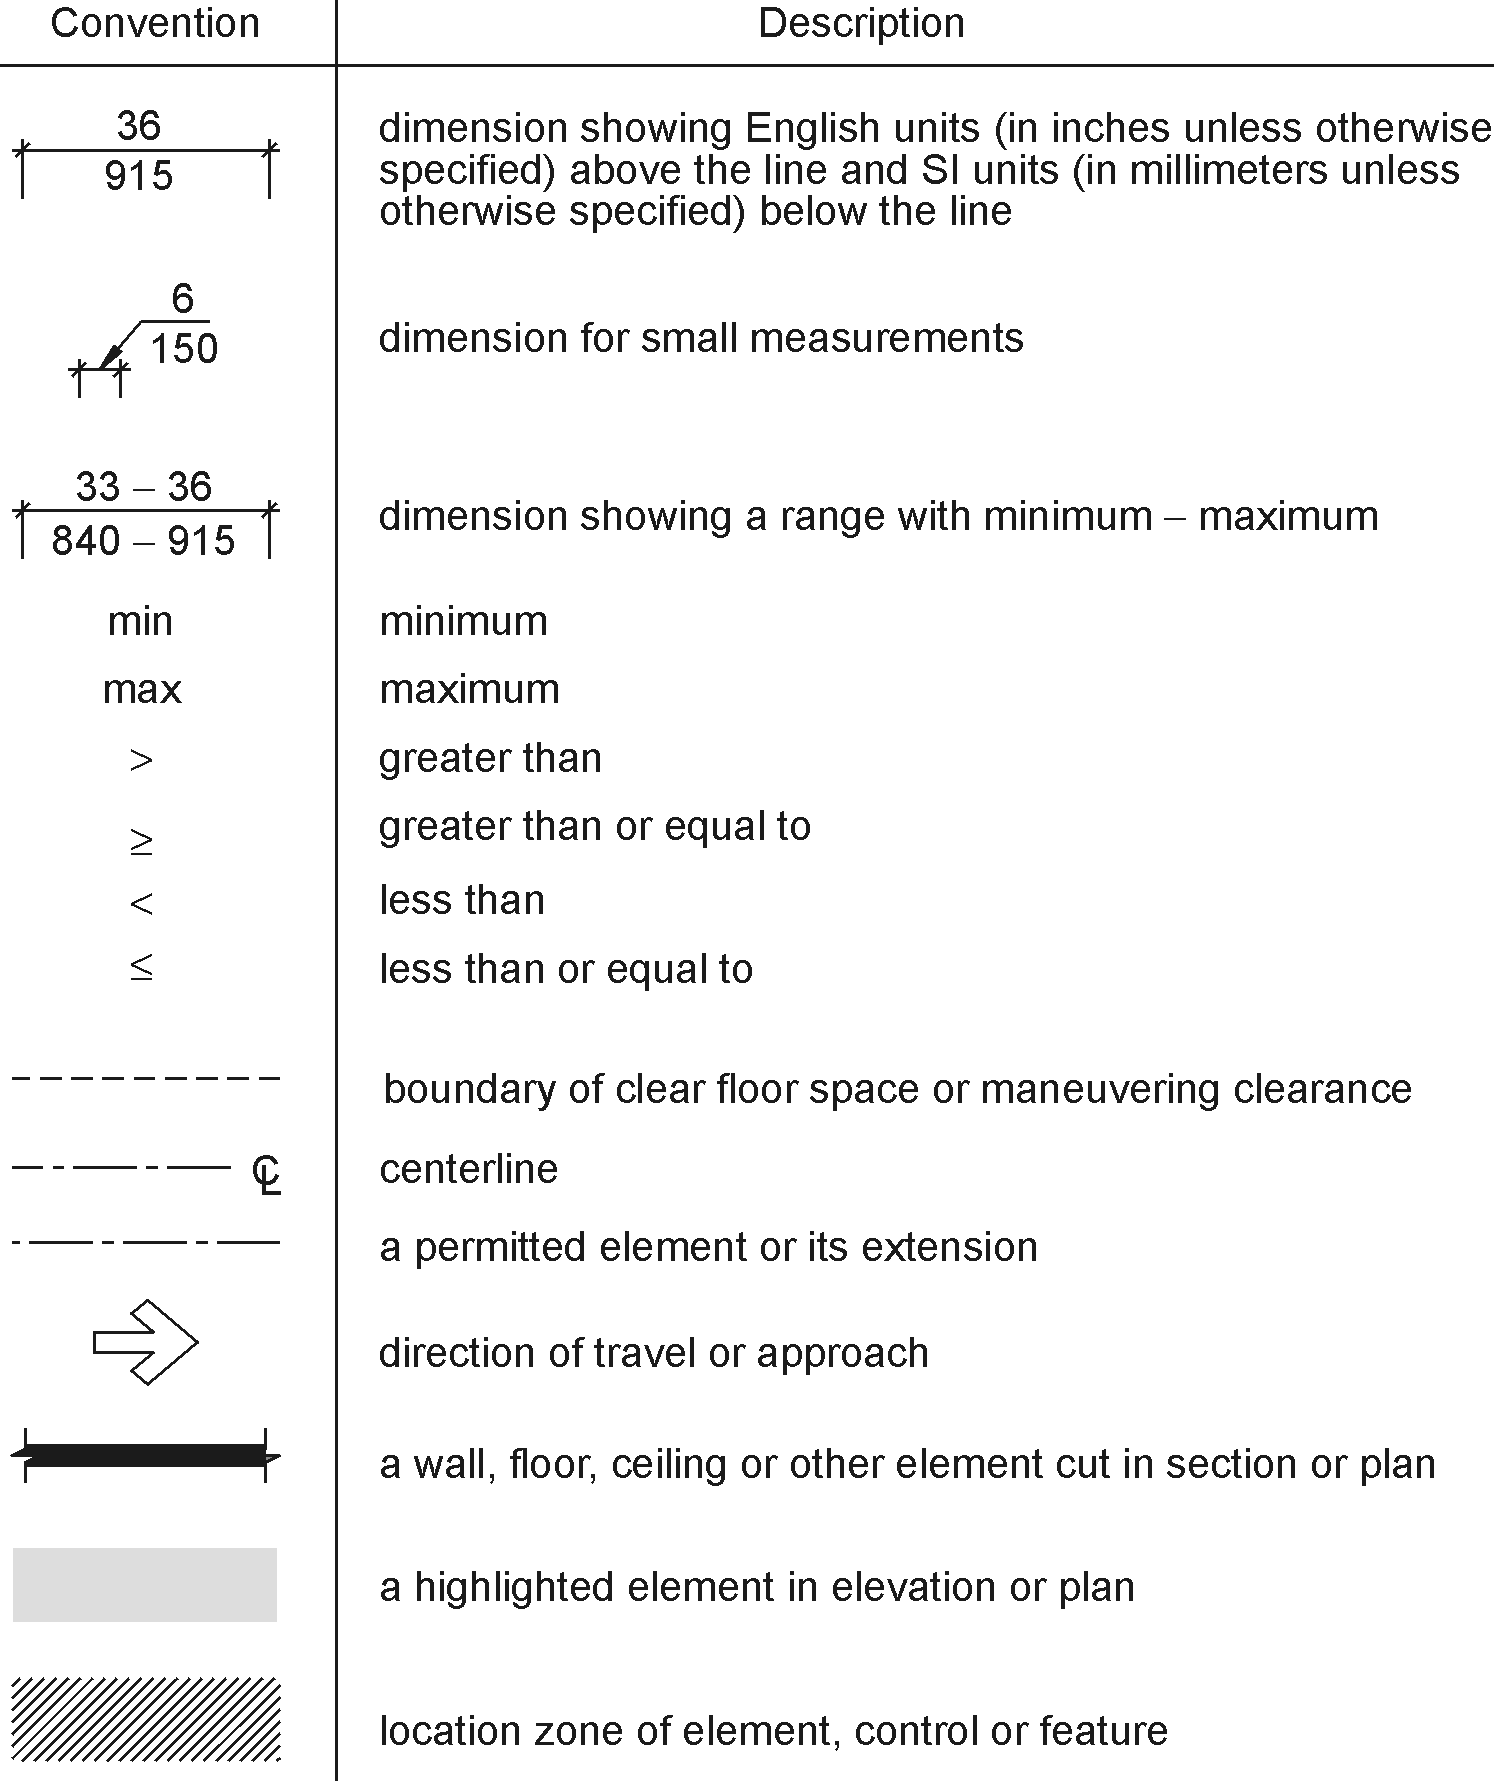 Convention Description
36
915
dimension showing English units (in inches unless otherwise
specified) above the line and SI units (in millimeters unless
otherwise specified) below the line
6
150
dimension for small measurements
33 – 36
840 – 915
dimension showing a range with minimum – maximum
min minimum
max maximum
> greater than
≥ greater than or equal to
< less than
≤ less than or equal to
boundary of clear floor space or maneuvering clearance
℄ centerline
a permitted element or its extension
direction of travel or approach
a wall, floor, ceiling or other element cut in section or plan
a highlighted element in elevation or plan
location zone of element, control or feature